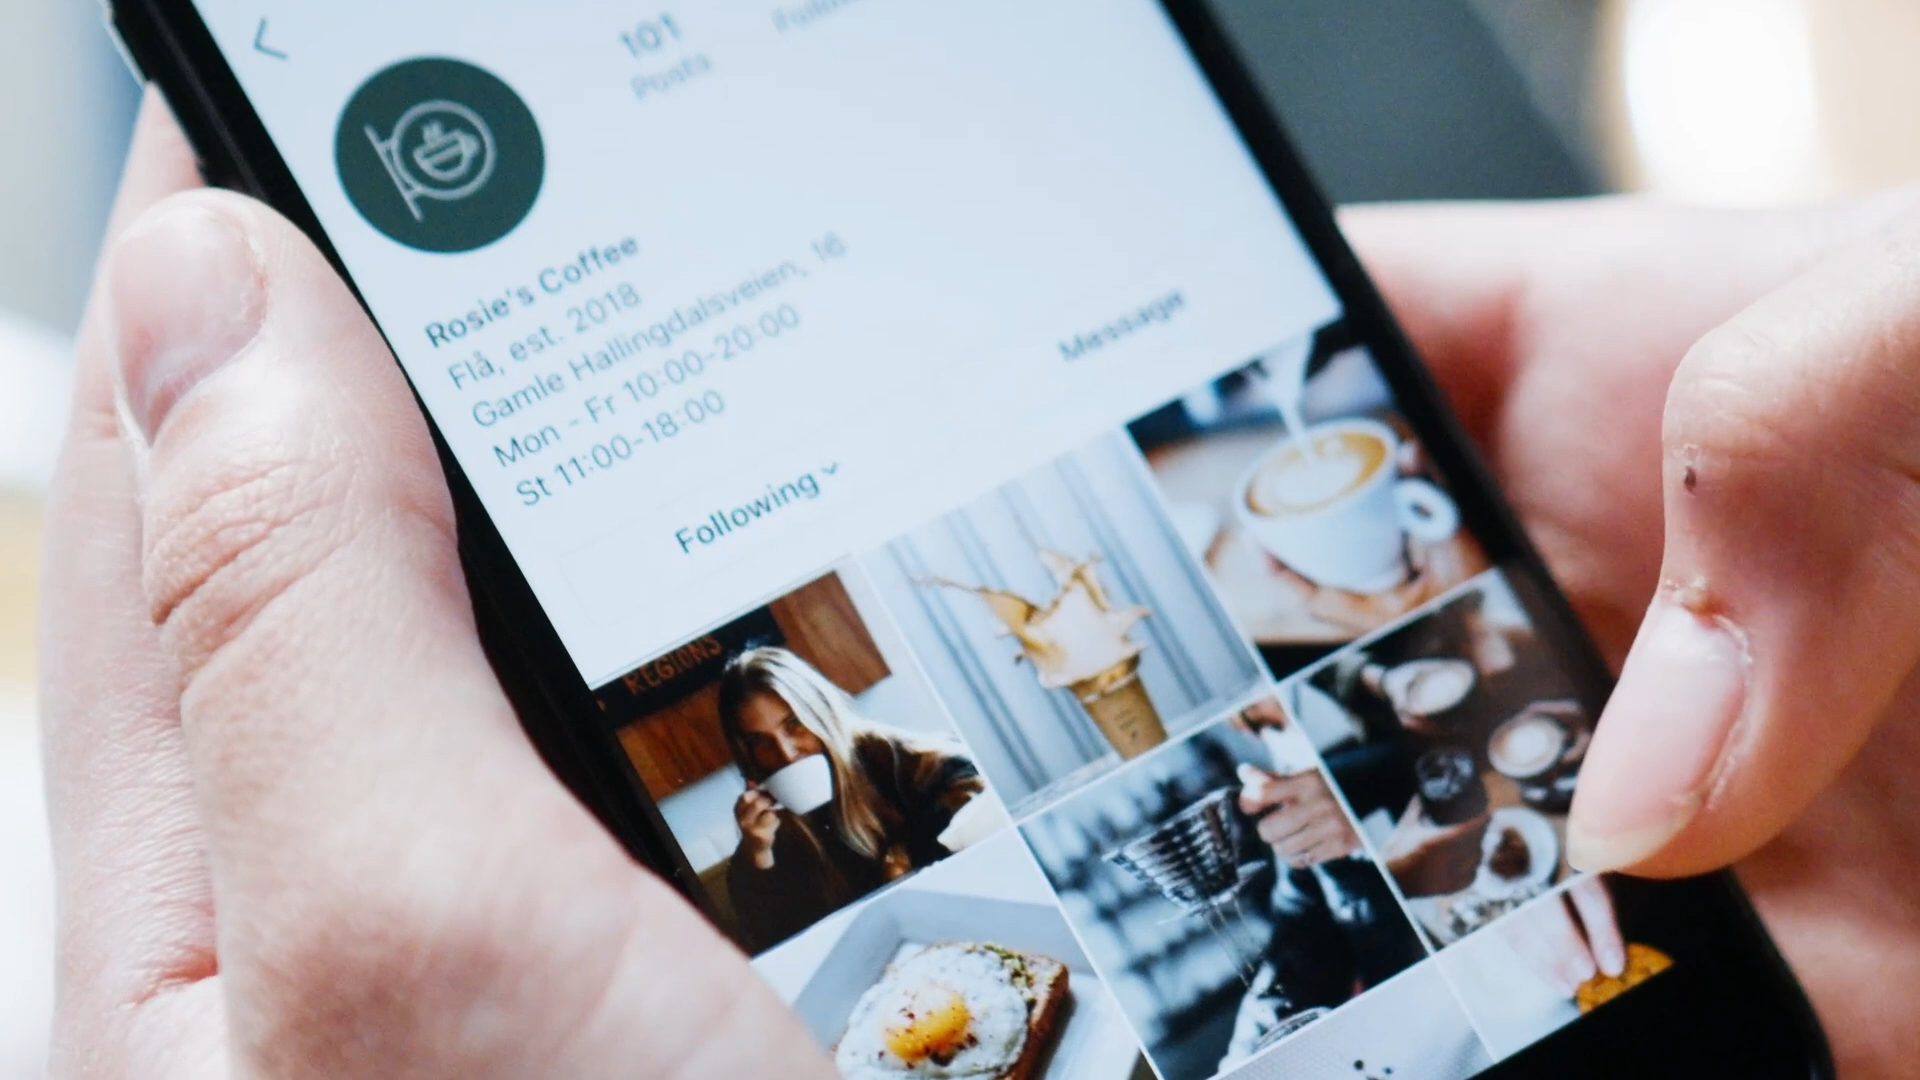 101
Posts
Rosie's Coffee
Flå, est. 2018
Gamle Hallingdalsveien, 16
Mon - Fr 10:00-20:00
St 11:00-18:00
Following
Message
REGIONS